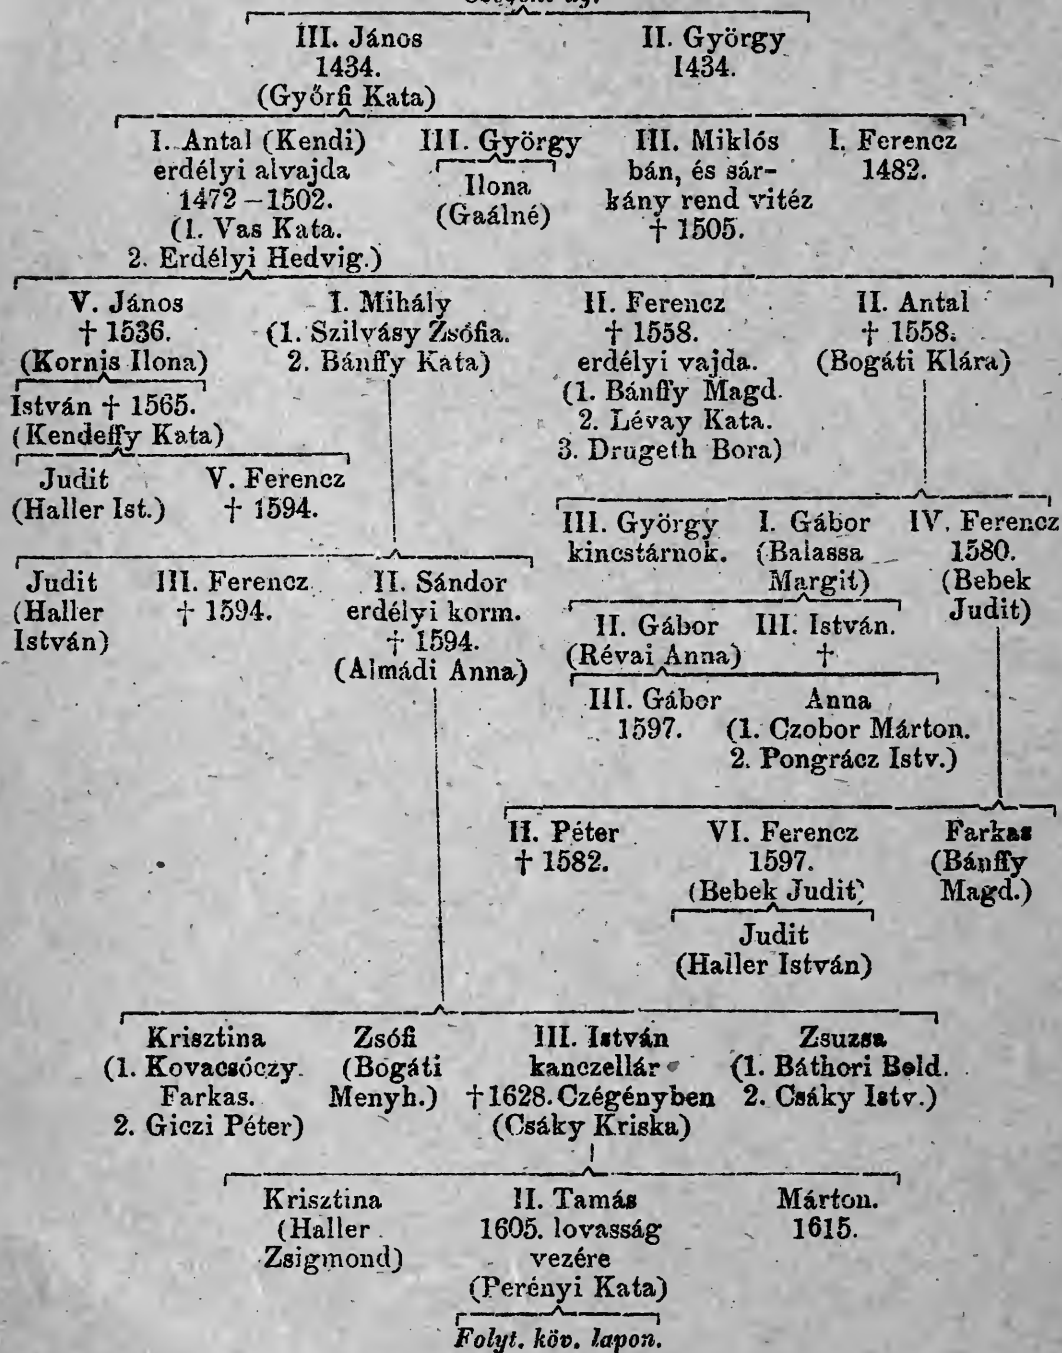 III. János II. György
1434. 1434.
(Győrfi Kata)
I. Antal (Kendi) III. György III. Miklós I. Ferencz
erdélyi alvajda Ilona bán, és sár- 1482.
1472–1502. (Gaálné) kány rend vitéz
(1. Vas Kata. † 1505.
2. Erdélyi Hedvig.)
V. János I. Mihály II. Ferencz II. Antal
† 1536. (1. Szilvásy Zsófia. † 1558. † 1558.
(Kornis Ilona) 2. Bánffy Kata) erdélyi vajda. (Bogáti Klára)
István † 1565. (1. Bánffy Magd.
(Kendeffy Kata) 2. Lévay Kata.
3. Drugeth Bora)
Judit V. Ferencz
(Haller Ist.) † 1594.
III. György I. Gábor IV. Ferencz
kincstárnok. (Balassa 1580.
Margit) (Bebek
Judit)
Judit III. Ferencz II. Sándor
(Haller † 1594. erdélyi korm.
István) † 1594.
(Almádi Anna)
II. Gábor III. István.
(Révai Anna) †
III. Gábor Anna
1597. (1. Czobor Márton.
2. Pongrácz Istv.)
II. Péter VI. Ferencz Farkas
† 1582. 1597. (Bánffy
(Bebek Judit) Magd.)
Judit
(Haller István)
Krisztina Zsófi III. István Zsuzsa
(1. Kovacsóczy (Bogáti kanczellár (1. Báthori Bold.
Farkas. Menyh.) † 1628. Czégényben 2. Csáky Istv.)
2. Giczi Péter) (Csáky Kriska)
Krisztina II. Tamás Márton.
(Haller 1605. lovasság 1615.
Zsigmond) vezére
(Perényi Kata)
Folyt. köv. lapon.